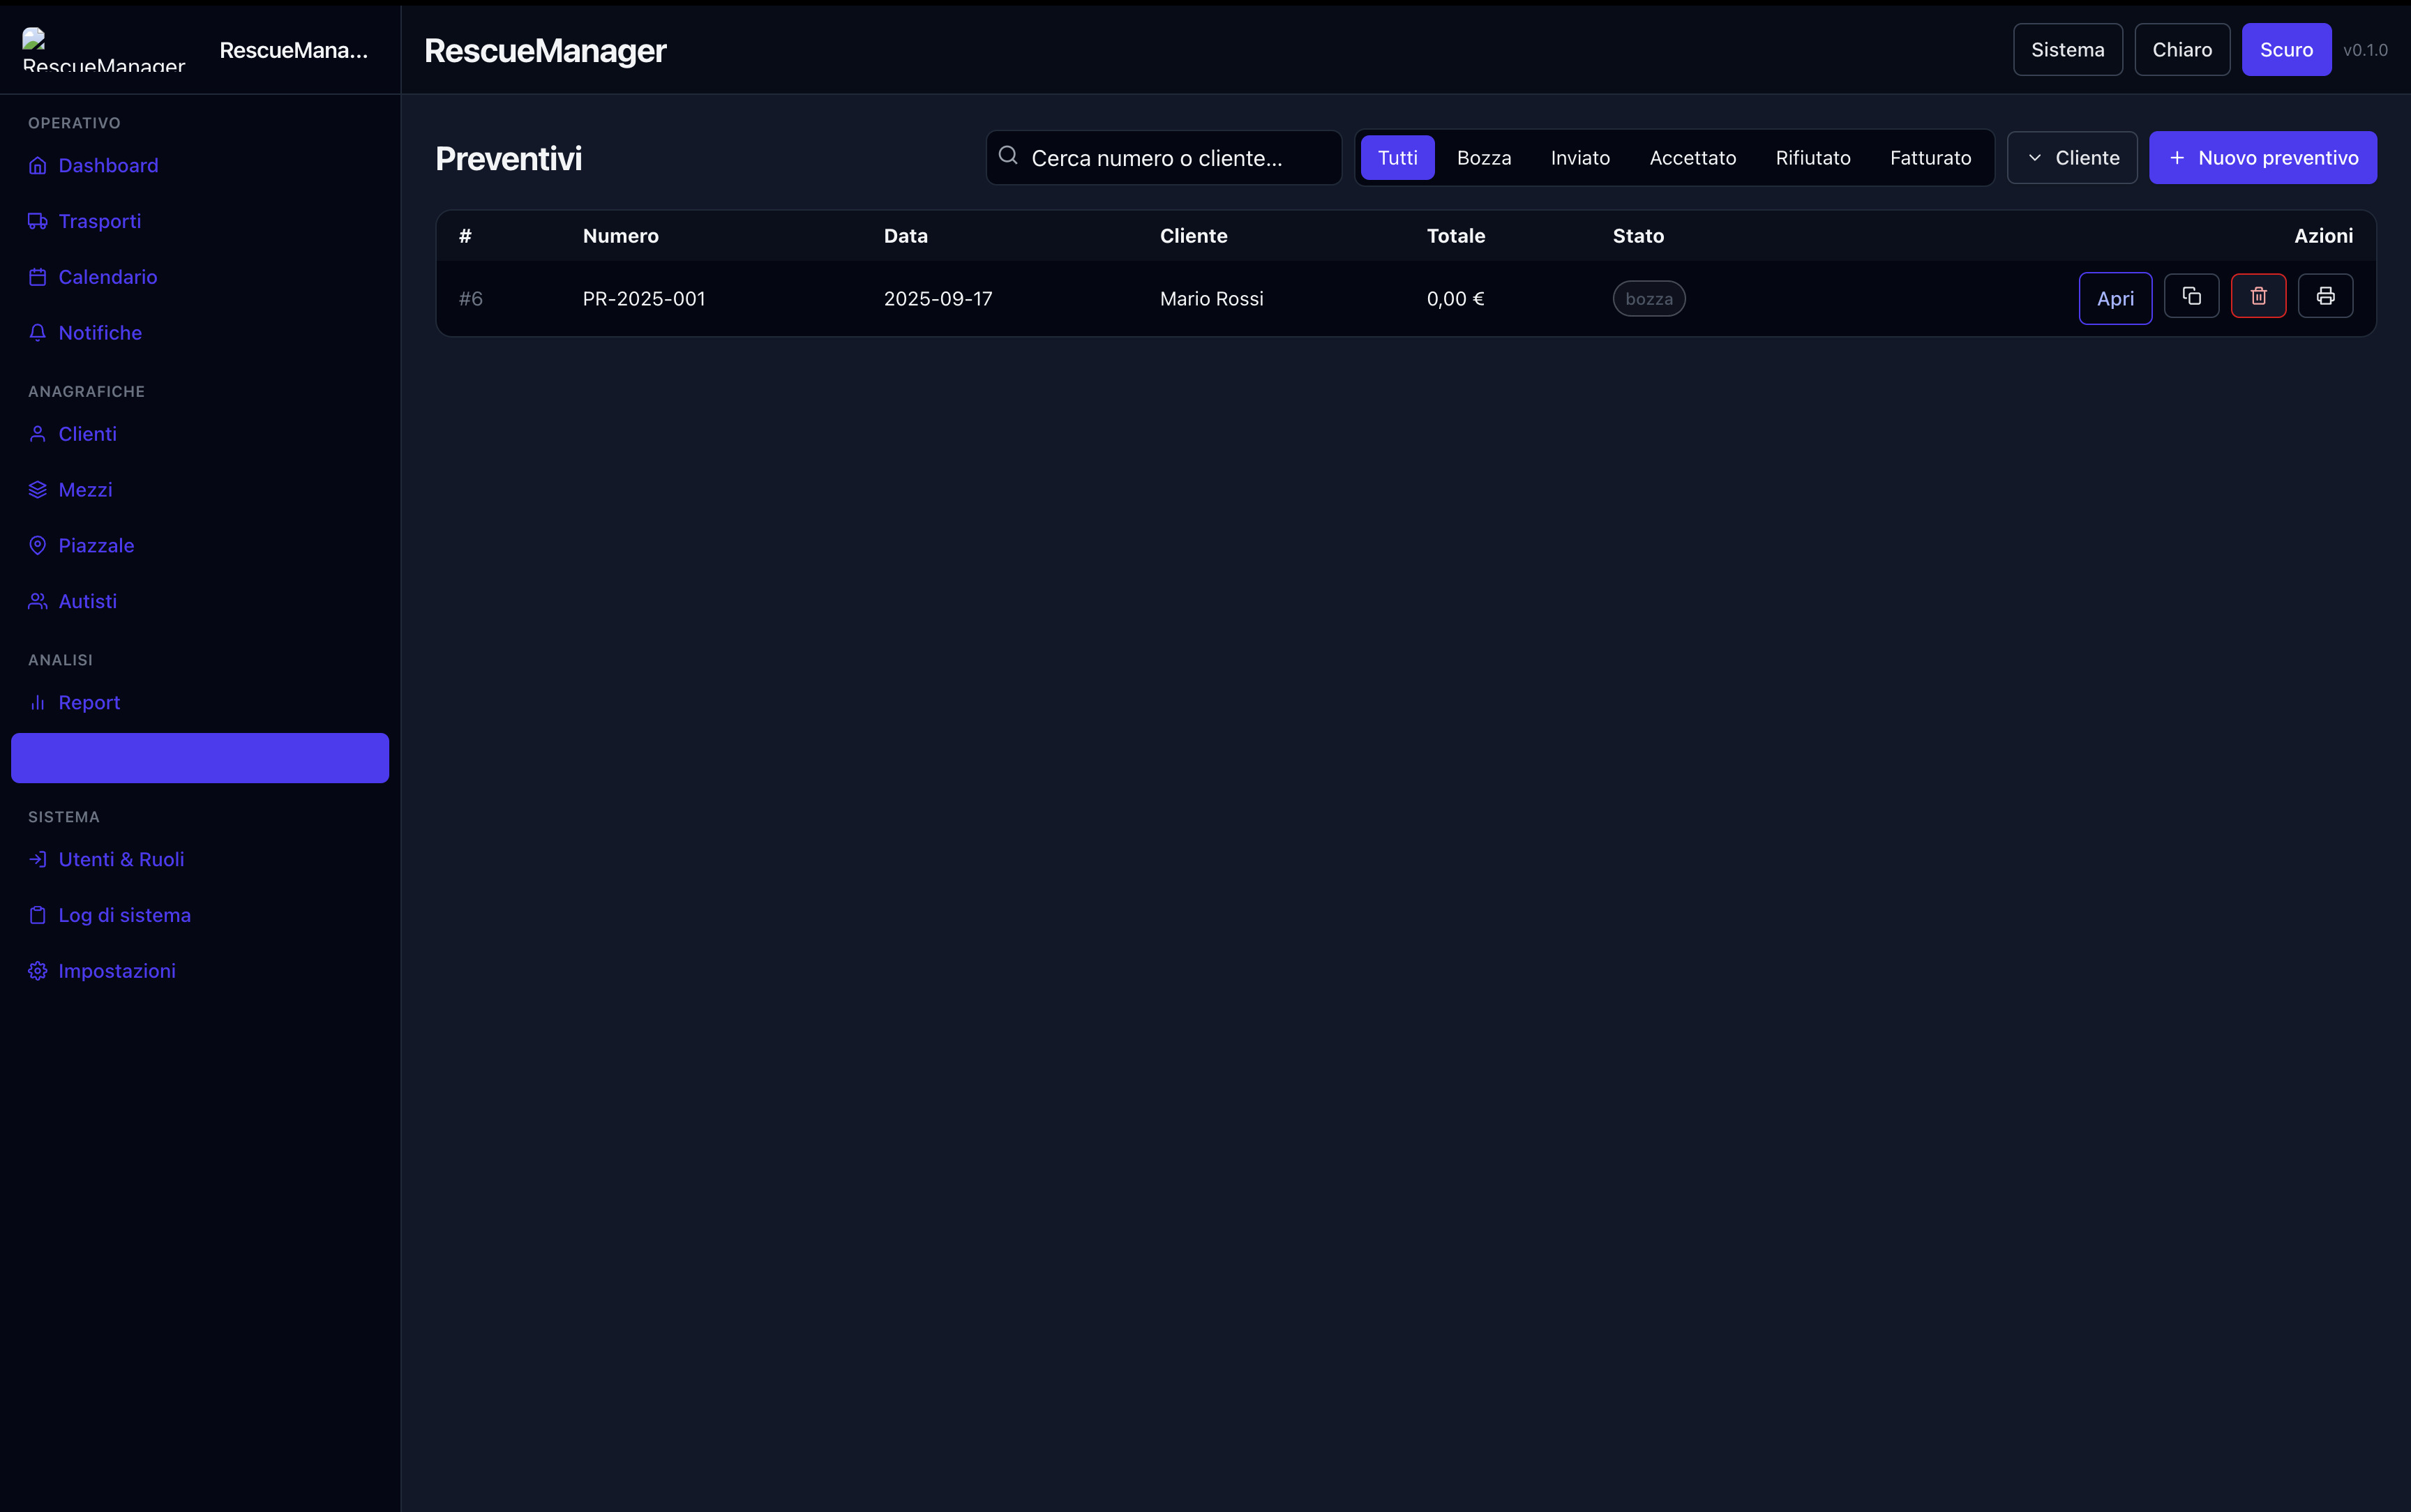 RescueManager
RescueMana...
RescueManager
Sistema
Chiaro
Scuro
v0.1.0
OPERATIVO
Dashboard
Trasporti
Calendario
Notifiche
ANAGRAFICHE
Clienti
Mezzi
Piazzale
Autisti
ANALISI
Report
SISTEMA
Utenti & Ruoli
Log di sistema
Impostazioni
Preventivi
Cerca numero o cliente...
Tutti
Bozza
Inviato
Accettato
Rifiutato
Fatturato
Cliente
+ Nuovo preventivo
# Numero Data Cliente Totale Stato Azioni
#6 PR-2025-001 2025-09-17 Mario Rossi 0,00 € bozza Apri